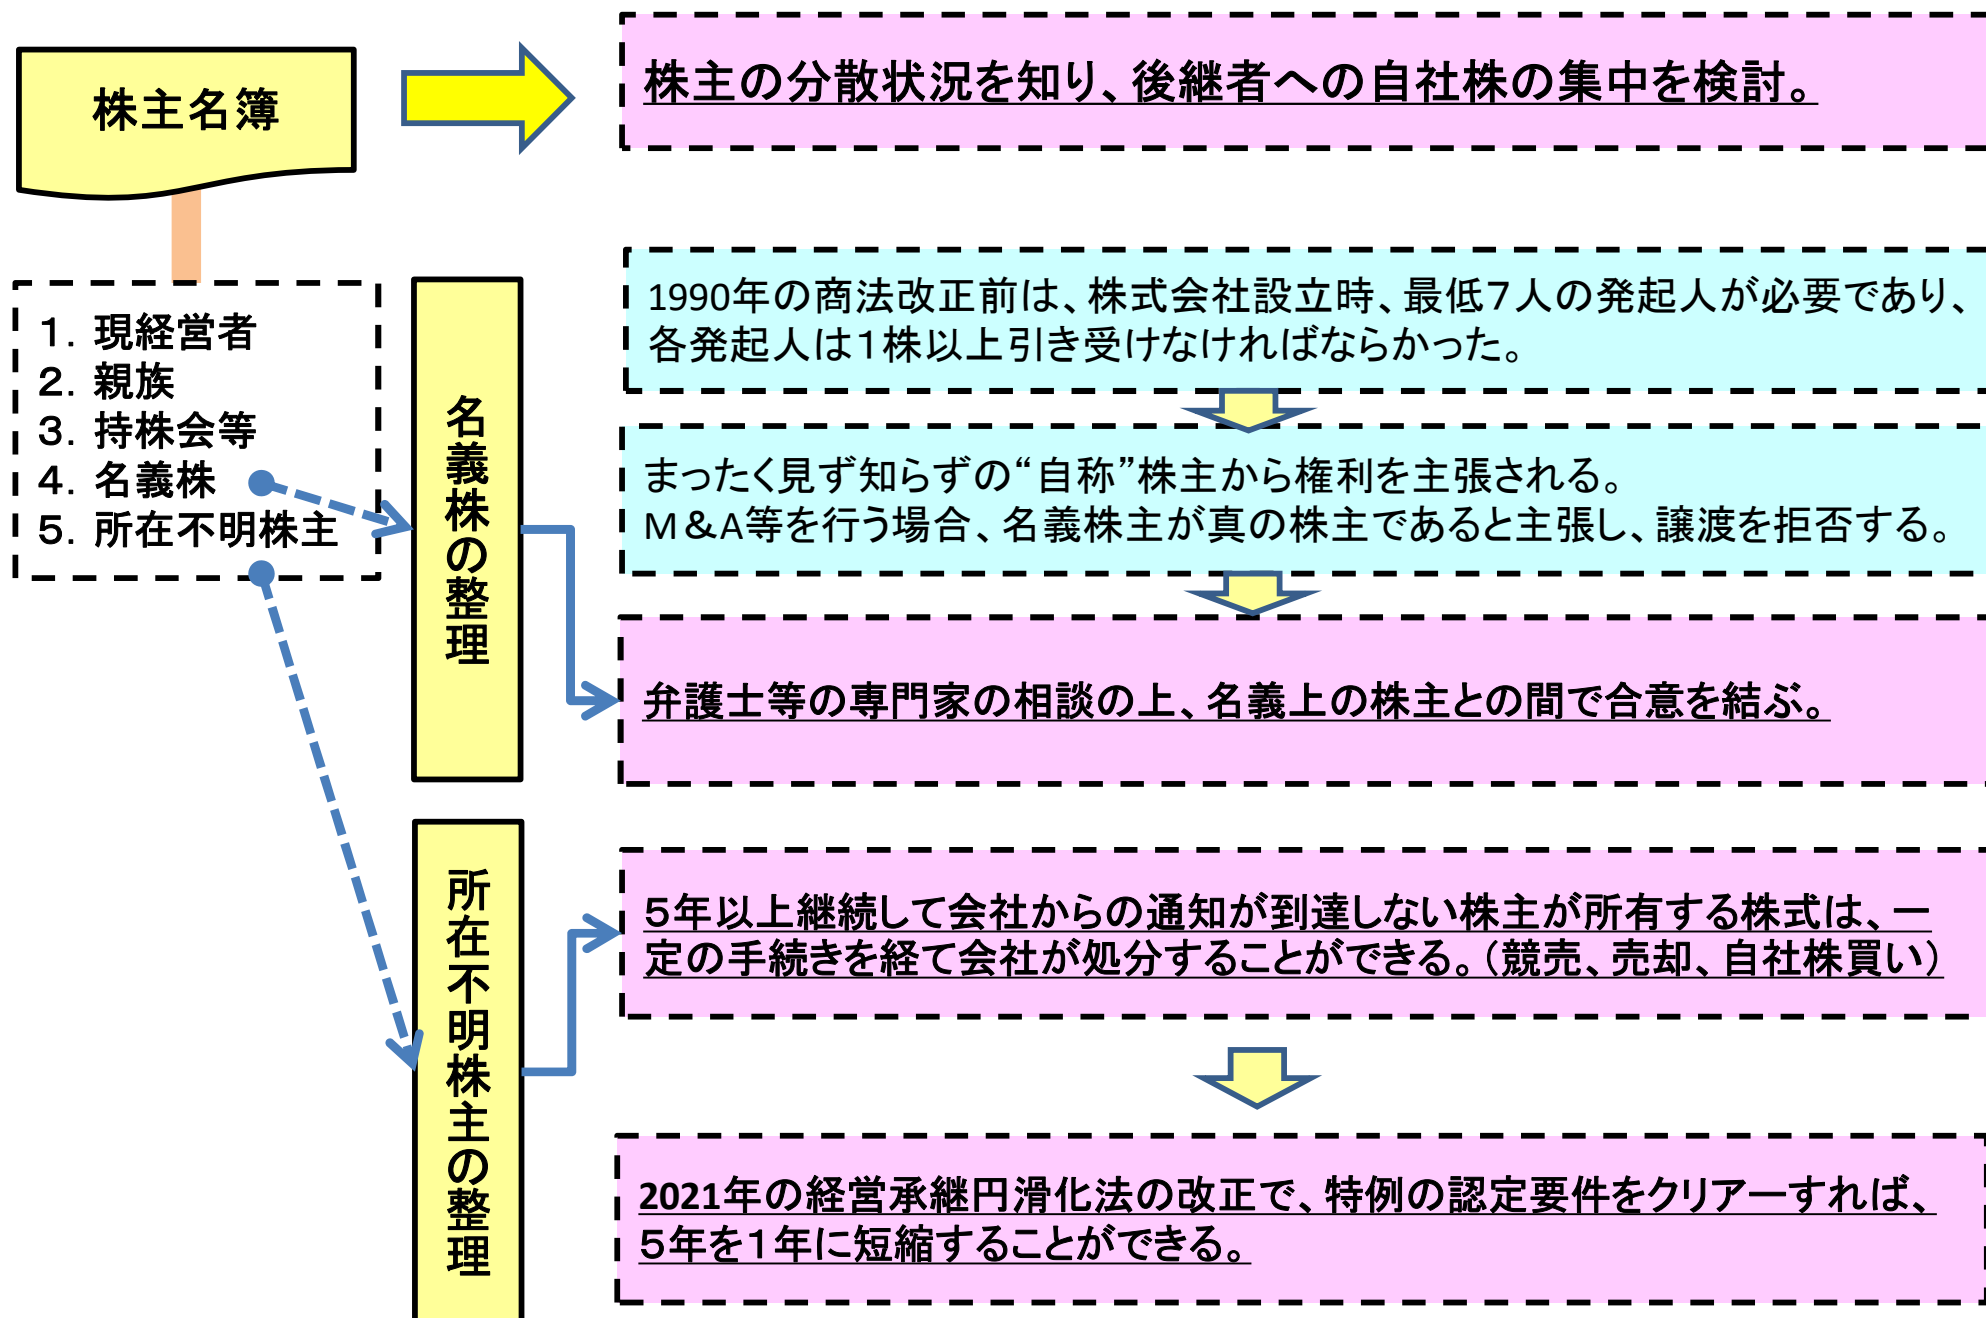 株主名簿
株主の分散状況を知り、後継者への自社株の集中を検討。
１．現経営者
２．親族
３．持株会等
４．名義株
５．所在不明株主
名義株の整理
1990年の商法改正前は、株式会社設立時、最低７人の発起人が必要であり、
各発起人は１株以上引き受けなければならかった。
まったく見ず知らずの“自称”株主から権利を主張される。
Ｍ＆A等を行う場合、名義株主が真の株主であると主張し、譲渡を拒否する。
弁護士等の専門家の相談の上、名義上の株主との間で合意を結ぶ。
所在不明株主の整理
５年以上継続して会社からの通知が到達しない株主が所有する株式は、一
定の手続きを経て会社が処分することができる。（競売、売却、自社株買い）
2021年の経営承継円滑化法の改正で、特例の認定要件をクリアーすれば、
５年を１年に短縮することができる。